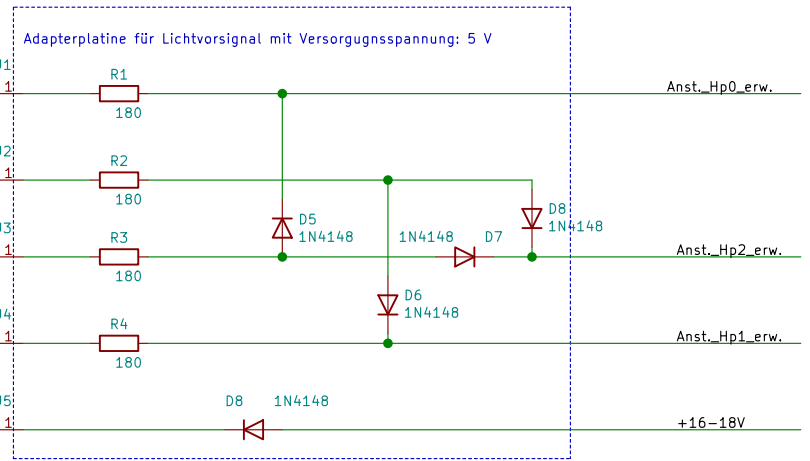 Adapterplatine für Lichtvorsignal mit Versorgugnsspannung: 5 V
J1
1
R1
180
Anst._Hp0_erw.
J2
1
R2
180
D5
1N4148
1N4148
D7
D8
1N4148
J3
1
R3
180
Anst._Hp2_erw.
D6
1N4148
J4
1
R4
180
Anst._Hp1_erw.
J5
1
D8
1N4148
+16-18V